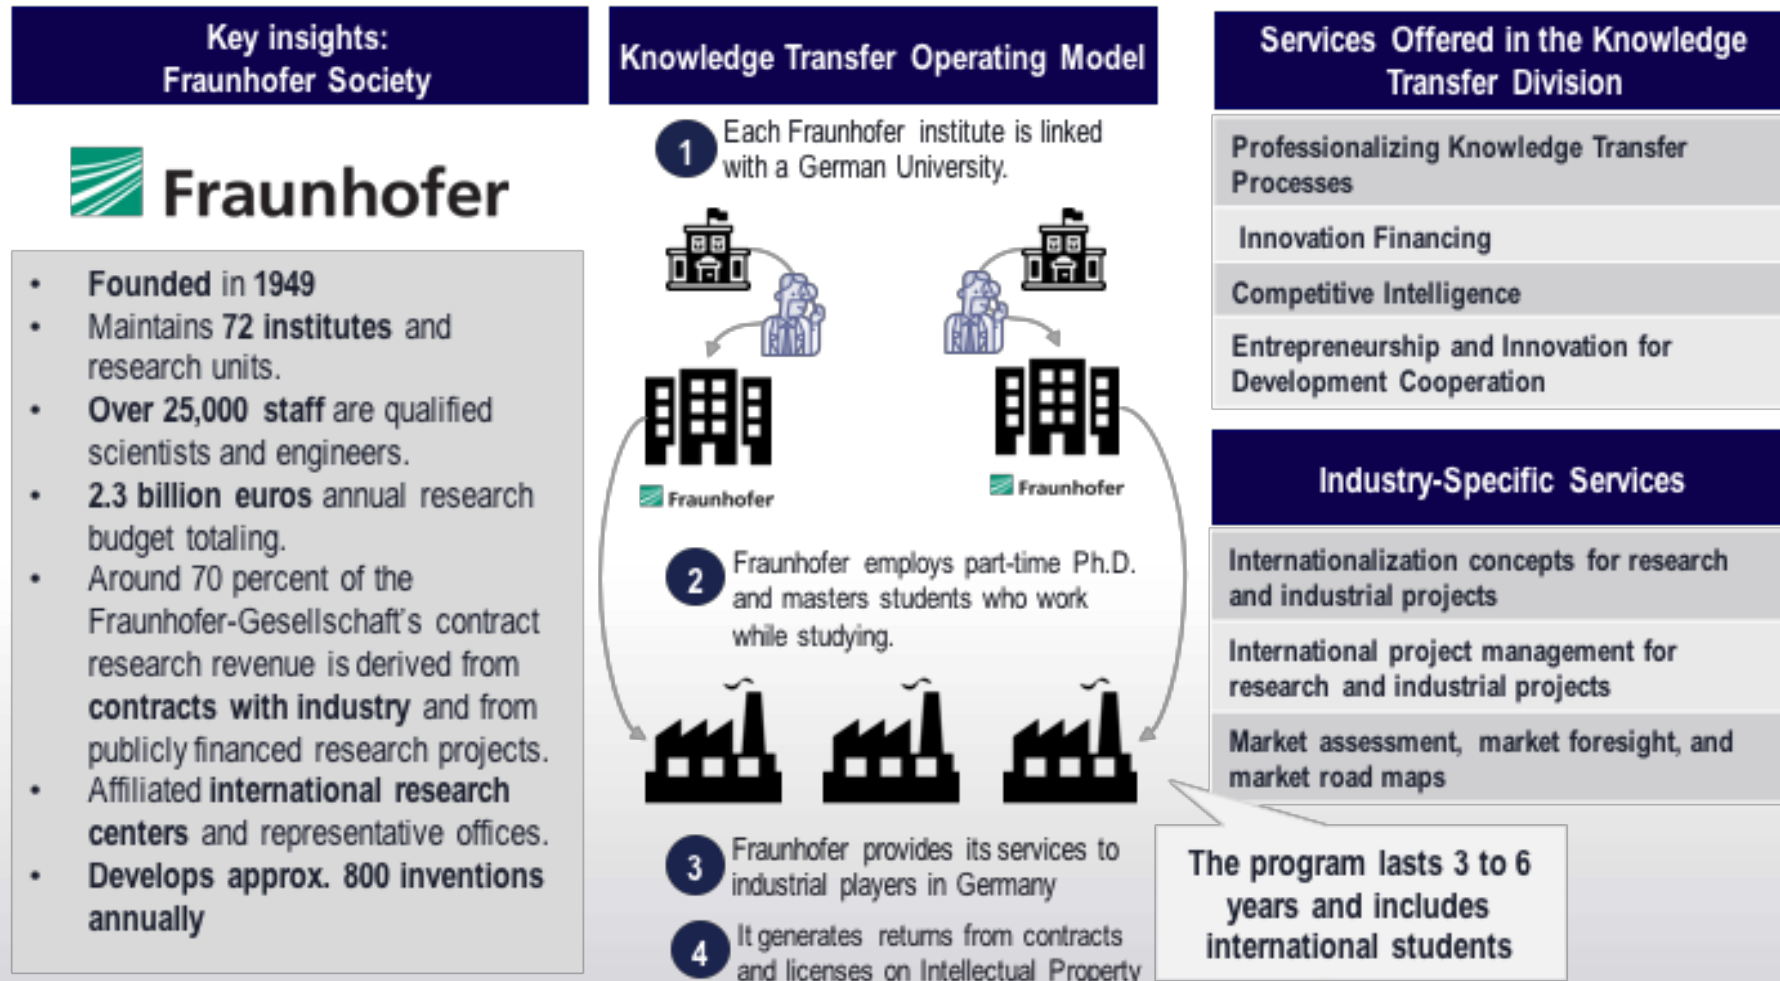 Key insights:
Fraunhofer Society
Fraunhofer
• Founded in 1949
• Maintains 72 institutes and
research units.
• Over 25,000 staff are qualified
scientists and engineers.
• 2.3 billion euros annual research
budget totaling.
• Around 70 percent of the
Fraunhofer-Gesellschaft's contract
research revenue is derived from
contracts with industry and from
publicly financed research projects.
• Affiliated international research
centers and representative offices.
• Develops approx. 800 inventions
annually
Knowledge Transfer Operating Model
1 Each Fraunhofer institute is linked
with a German University.
Fraunhofer
Fraunhofer
2 Fraunhofer employs part-time Ph.D.
and masters students who work
while studying.
3 Fraunhofer provides its services to
industrial players in Germany
4 It generates returns from contracts
and licenses on Intellectual Property
Services Offered in the Knowledge
Transfer Division
Professionalizing Knowledge Transfer
Processes
Innovation Financing
Competitive Intelligence
Entrepreneurship and Innovation for
Development Cooperation
Industry-Specific Services
Internationalization concepts for research
and industrial projects
International project management for
research and industrial projects
Market assessment, market foresight, and
market road maps
The program lasts 3 to 6
years and includes
international students